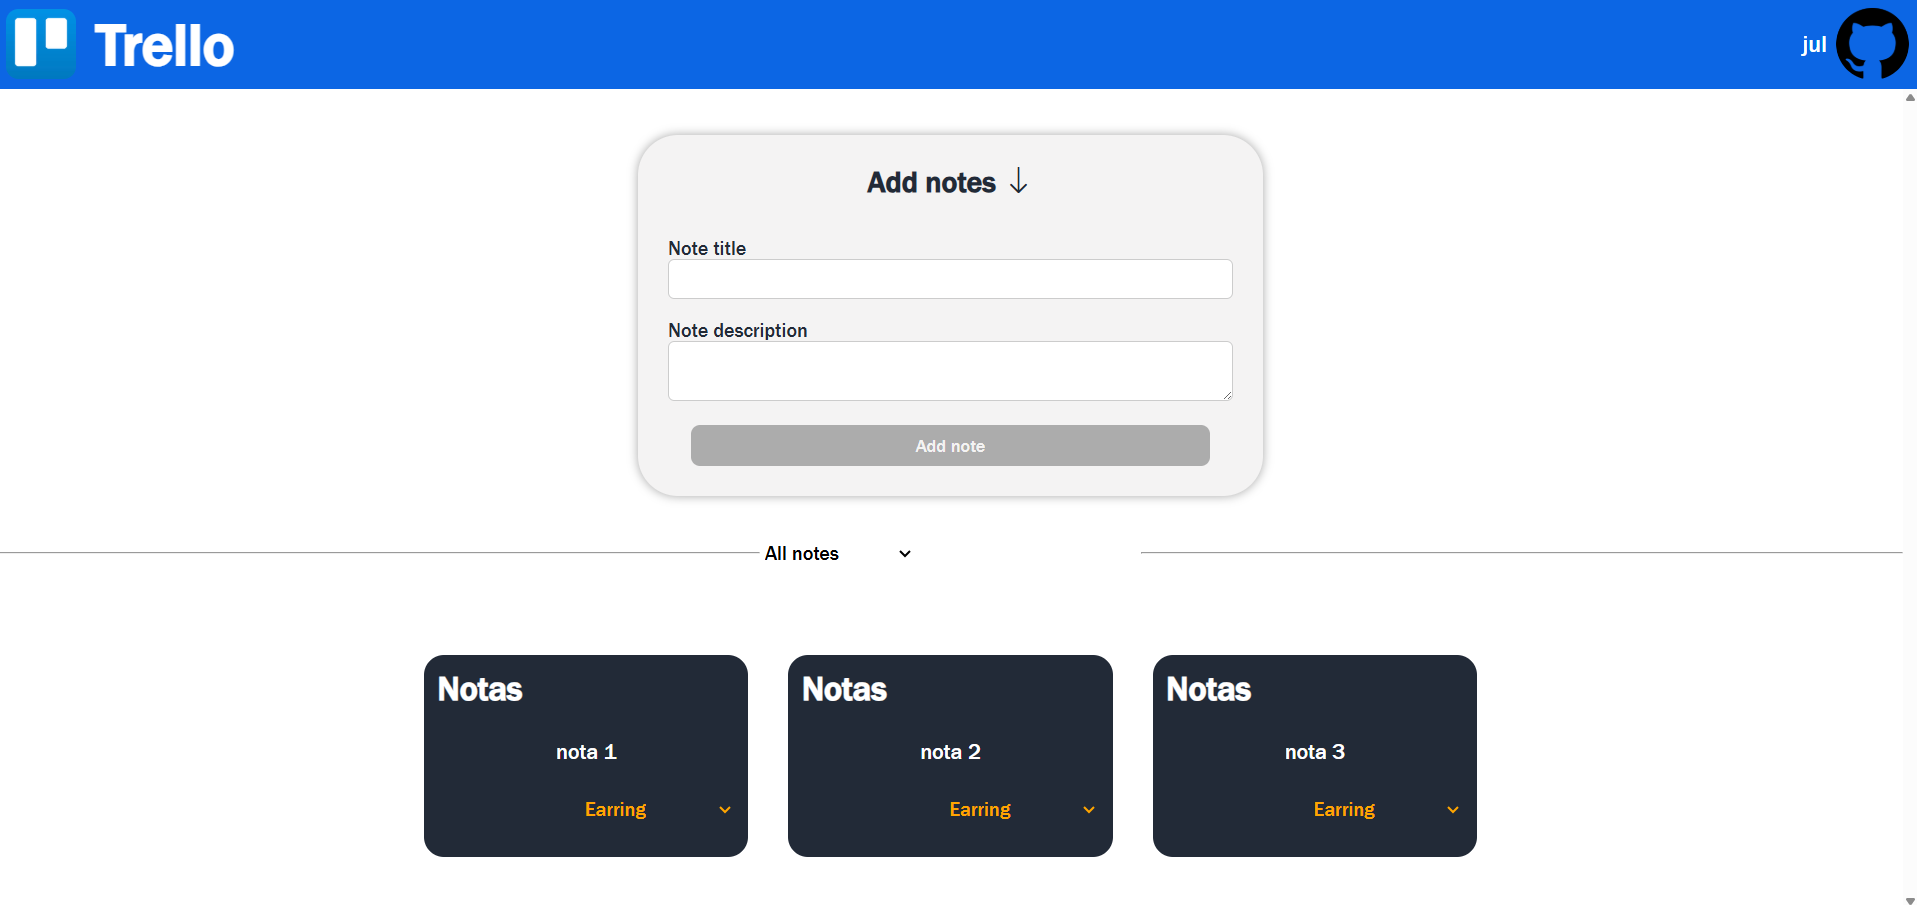 Trello
jul
Add notes ↓
Note title
Note description
Add note
All notes
Notas
nota 1
Earring
Notas
nota 2
Earring
Notas
nota 3
Earring